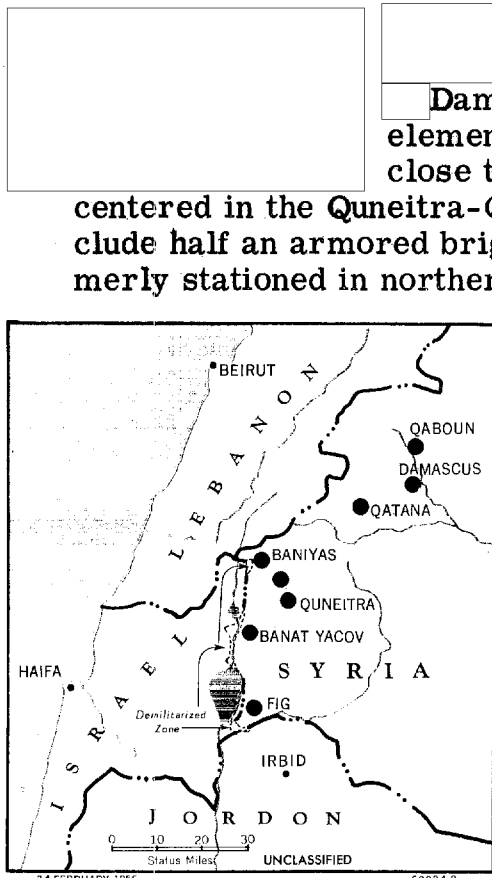 Dam
elemen
close t
centered in the Quneitra-
clude half an armored brig
merly stationed in norther
BEIRUT
LEBANON
QABOUN
DAMASCUS
QATANA
BANIYAS
QUNEITRA
BANAT YACOV
ISRAEL
HAIFA
SYRIA
FIG
Demilitarized
Zone
IRBID
JORDON
0 10 20 30
Status Miles
UNCLASSIFIED